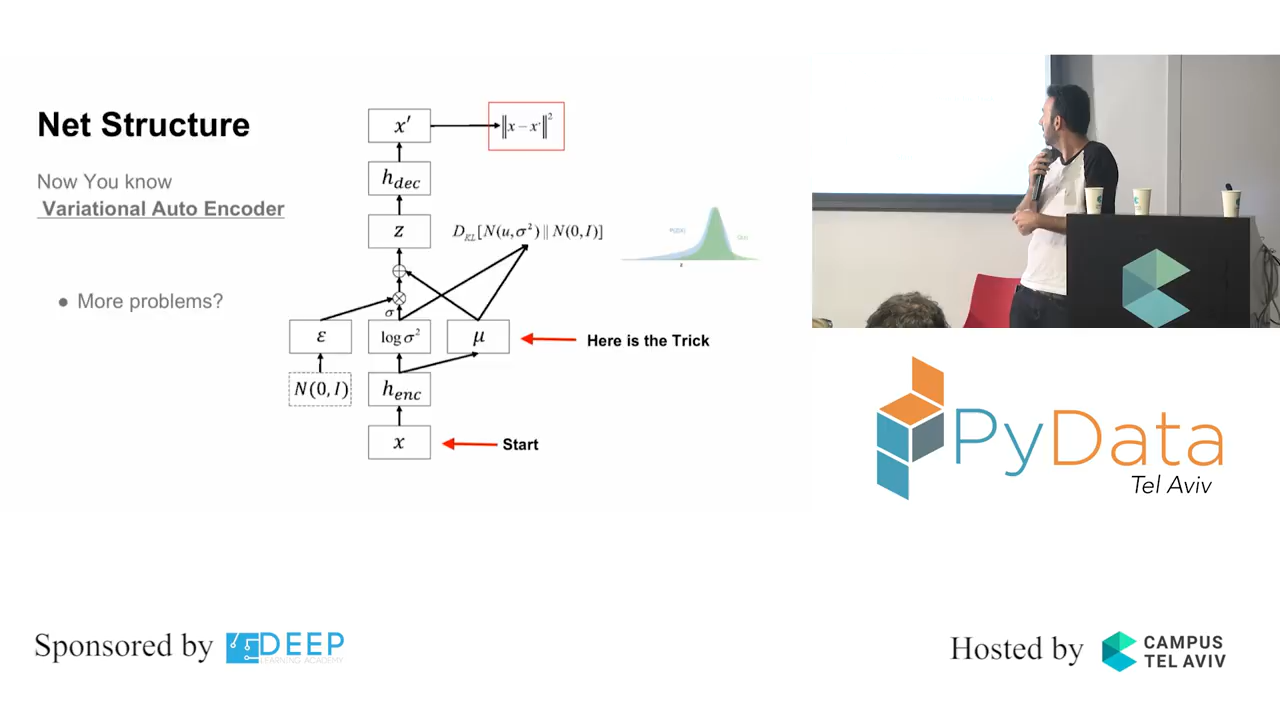 Net Structure
Now You know
Variational Auto Encoder
● More problems?
x′
‖x − x'‖²
h_dec
z
D_KL[N(u,σ²) || N(0,I)]
σ
ε
log σ²
μ
Here is the Trick
N(0, I)
h_enc
x
Start
PyData
Tel Aviv
Sponsored by
DEEP
LEARNING ACADEMY
Hosted by
CAMPUS
TEL AVIV